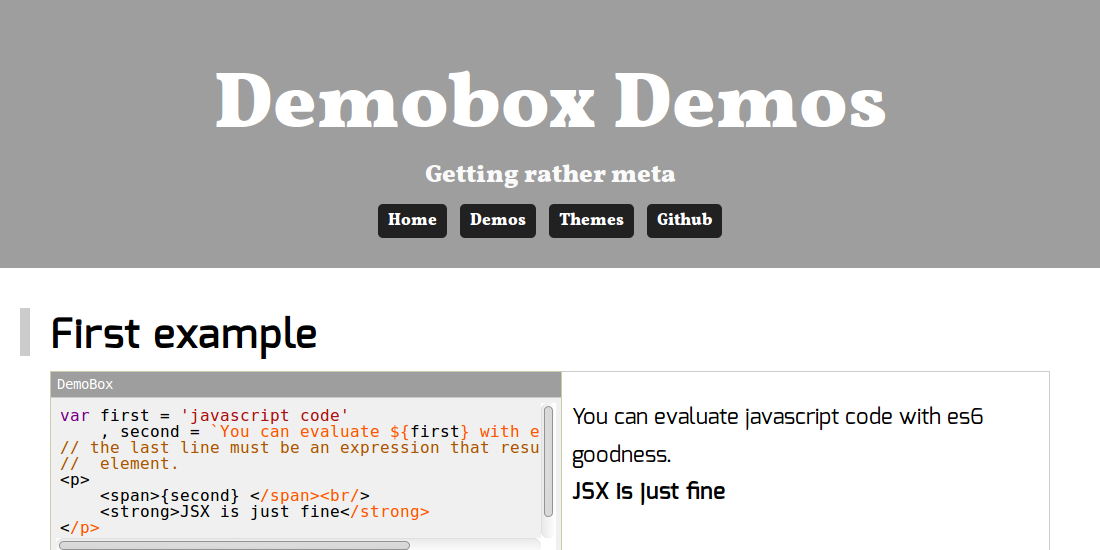 Demobox Demos
Getting rather meta
Home Demos Themes Github
First example
DemoBox
var first = 'javascript code'
    , second = `You can evaluate ${first} with e
// the last line must be an expression that resu
//  element.
<p>
    <span>{second} </span><br/>
    <strong>JSX is just fine</strong>
</p>
You can evaluate javascript code with es6
goodness.
JSX is just fine